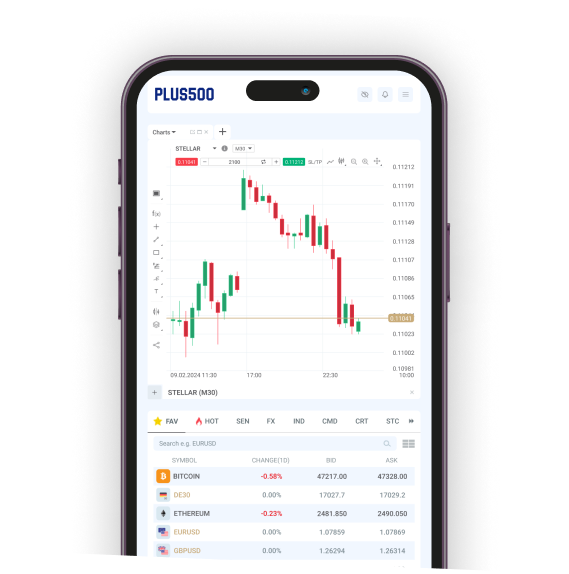 PLUS500
Charts
STELLAR M30
0.11041 2100 0.11212 SL/TP
0.11212
0.11191
0.11170
0.11149
0.11128
0.11107
0.11086
0.11065
0.11041
0.11023
0.11002
0.10981
f(x)
T
09.02.2024 11:30 17:00 22:30 10:00
STELLAR (M30)
FAV HOT SEN FX IND CMD CRT STC
Search e.g. EURUSD
SYMBOL CHANGE(1D) BID ASK
BITCOIN -0.58% 47217.00 47328.00
DE30 0.00% 17027.7 17029.2
ETHEREUM -0.23% 2481.850 2490.050
EURUSD 0.00% 1.07859 1.07869
GBPUSD 0.00% 1.26294 1.26314